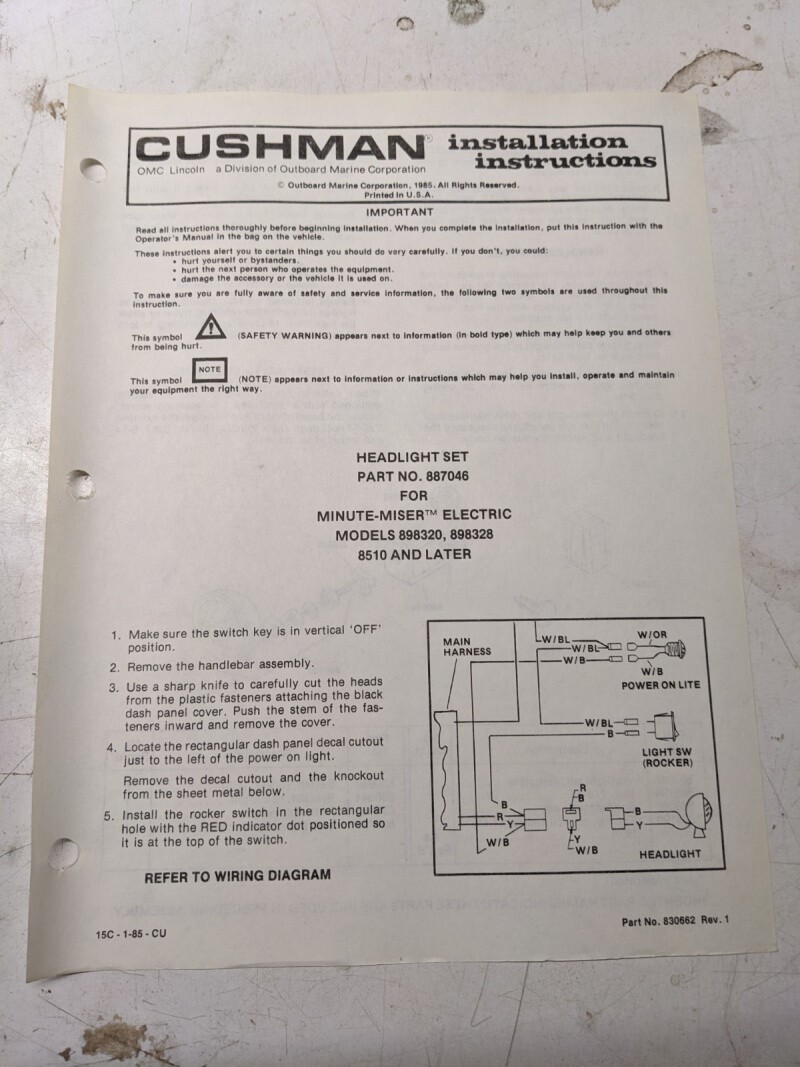 CUSHMAN® installation
instructions
OMC Lincoln a Division of Outboard Marine Corporation
© Outboard Marine Corporation, 1985. All Rights Reserved.
Printed in U.S.A.
IMPORTANT
Read all instructions thoroughly before beginning installation. When you complete the installation, put this instruction with the
Operator's Manual in the bag on the vehicle.
These instructions alert you to certain things you should do very carefully. If you don't, you could:
• hurt yourself or bystanders.
• hurt the next person who operates the equipment.
• damage the accessory or the vehicle it is used on.
To make sure you are fully aware of safety and service information, the following two symbols are used throughout this
instruction.
This symbol ! (SAFETY WARNING) appears next to information (in bold type) which may help keep you and others
from being hurt.
This symbol NOTE (NOTE) appears next to information or instructions which may help you install, operate and maintain
your equipment the right way.
HEADLIGHT SET
PART NO. 887046
FOR
MINUTE-MISER™ ELECTRIC
MODELS 898320, 898328
8510 AND LATER
1. Make sure the switch key is in vertical 'OFF'
position.
2. Remove the handlebar assembly.
3. Use a sharp knife to carefully cut the heads
from the plastic fasteners attaching the black
dash panel cover. Push the stem of the fas-
teners inward and remove the cover.
4. Locate the rectangular dash panel decal cutout
just to the left of the power on light.
Remove the decal cutout and the knockout
from the sheet metal below.
5. Install the rocker switch in the rectangular
hole with the RED indicator dot positioned so
it is at the top of the switch.
REFER TO WIRING DIAGRAM
MAIN
HARNESS
W/BL
W/BL
W/B
W/OR
W/B
POWER ON LITE
W/BL
B
LIGHT SW
(ROCKER)
B
R
Y
W/B
R
B
Y
W/B
B
Y
HEADLIGHT
15C - 1-85 - CU
Part No. 830662 Rev. 1